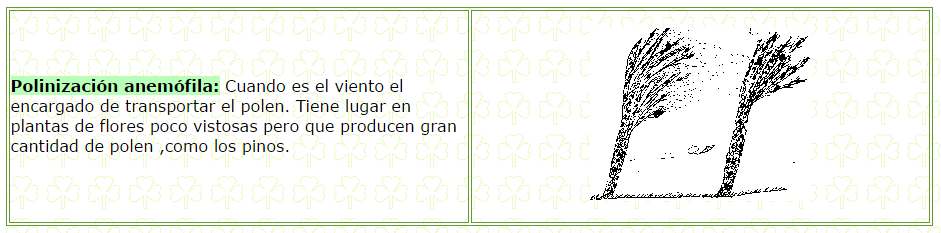 Polinización anemófila: Cuando es el viento el
encargado de transportar el polen. Tiene lugar en
plantas de flores poco vistosas pero que producen gran
cantidad de polen ,como los pinos.